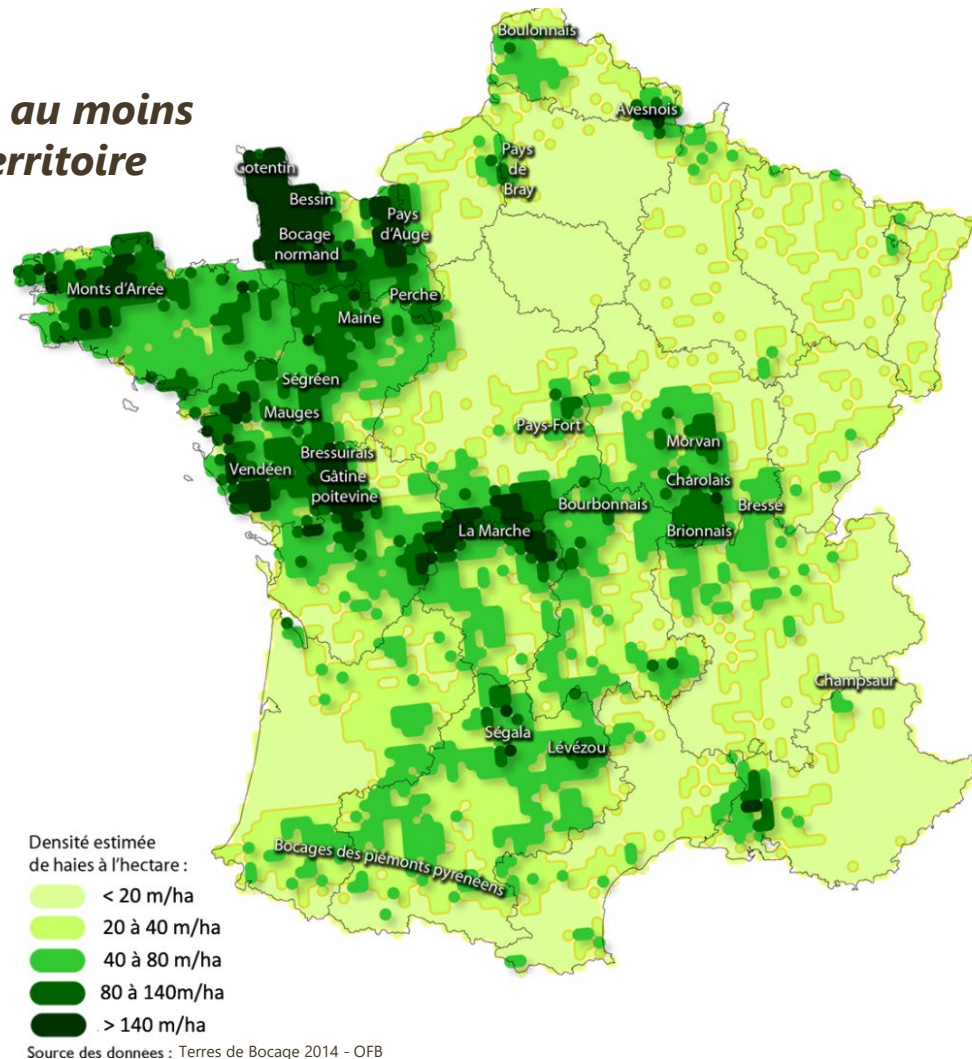 au moins
erritoire
Boulonnais
Avesnois
Pays
de
Bray
Cotentin
Bessin
Bocage
normand
Pays
d'Auge
Monts d'Arrée
Perche
Maine
Ségréen
Mauges
Pays-Fort
Morvan
Vendéen
Bressuirais
Gâtine
poitevine
Charolais
Bourbonnais
Bresse
La Marche
Brionnais
Champsaur
Ségala
Lévézou
Bocages des piémonts pyrénéens
Densité estimée
de haies à l'hectare :
< 20 m/ha
20 à 40 m/ha
40 à 80 m/ha
80 à 140m/ha
> 140 m/ha
Source des données : Terres de Bocage 2014 - OFB